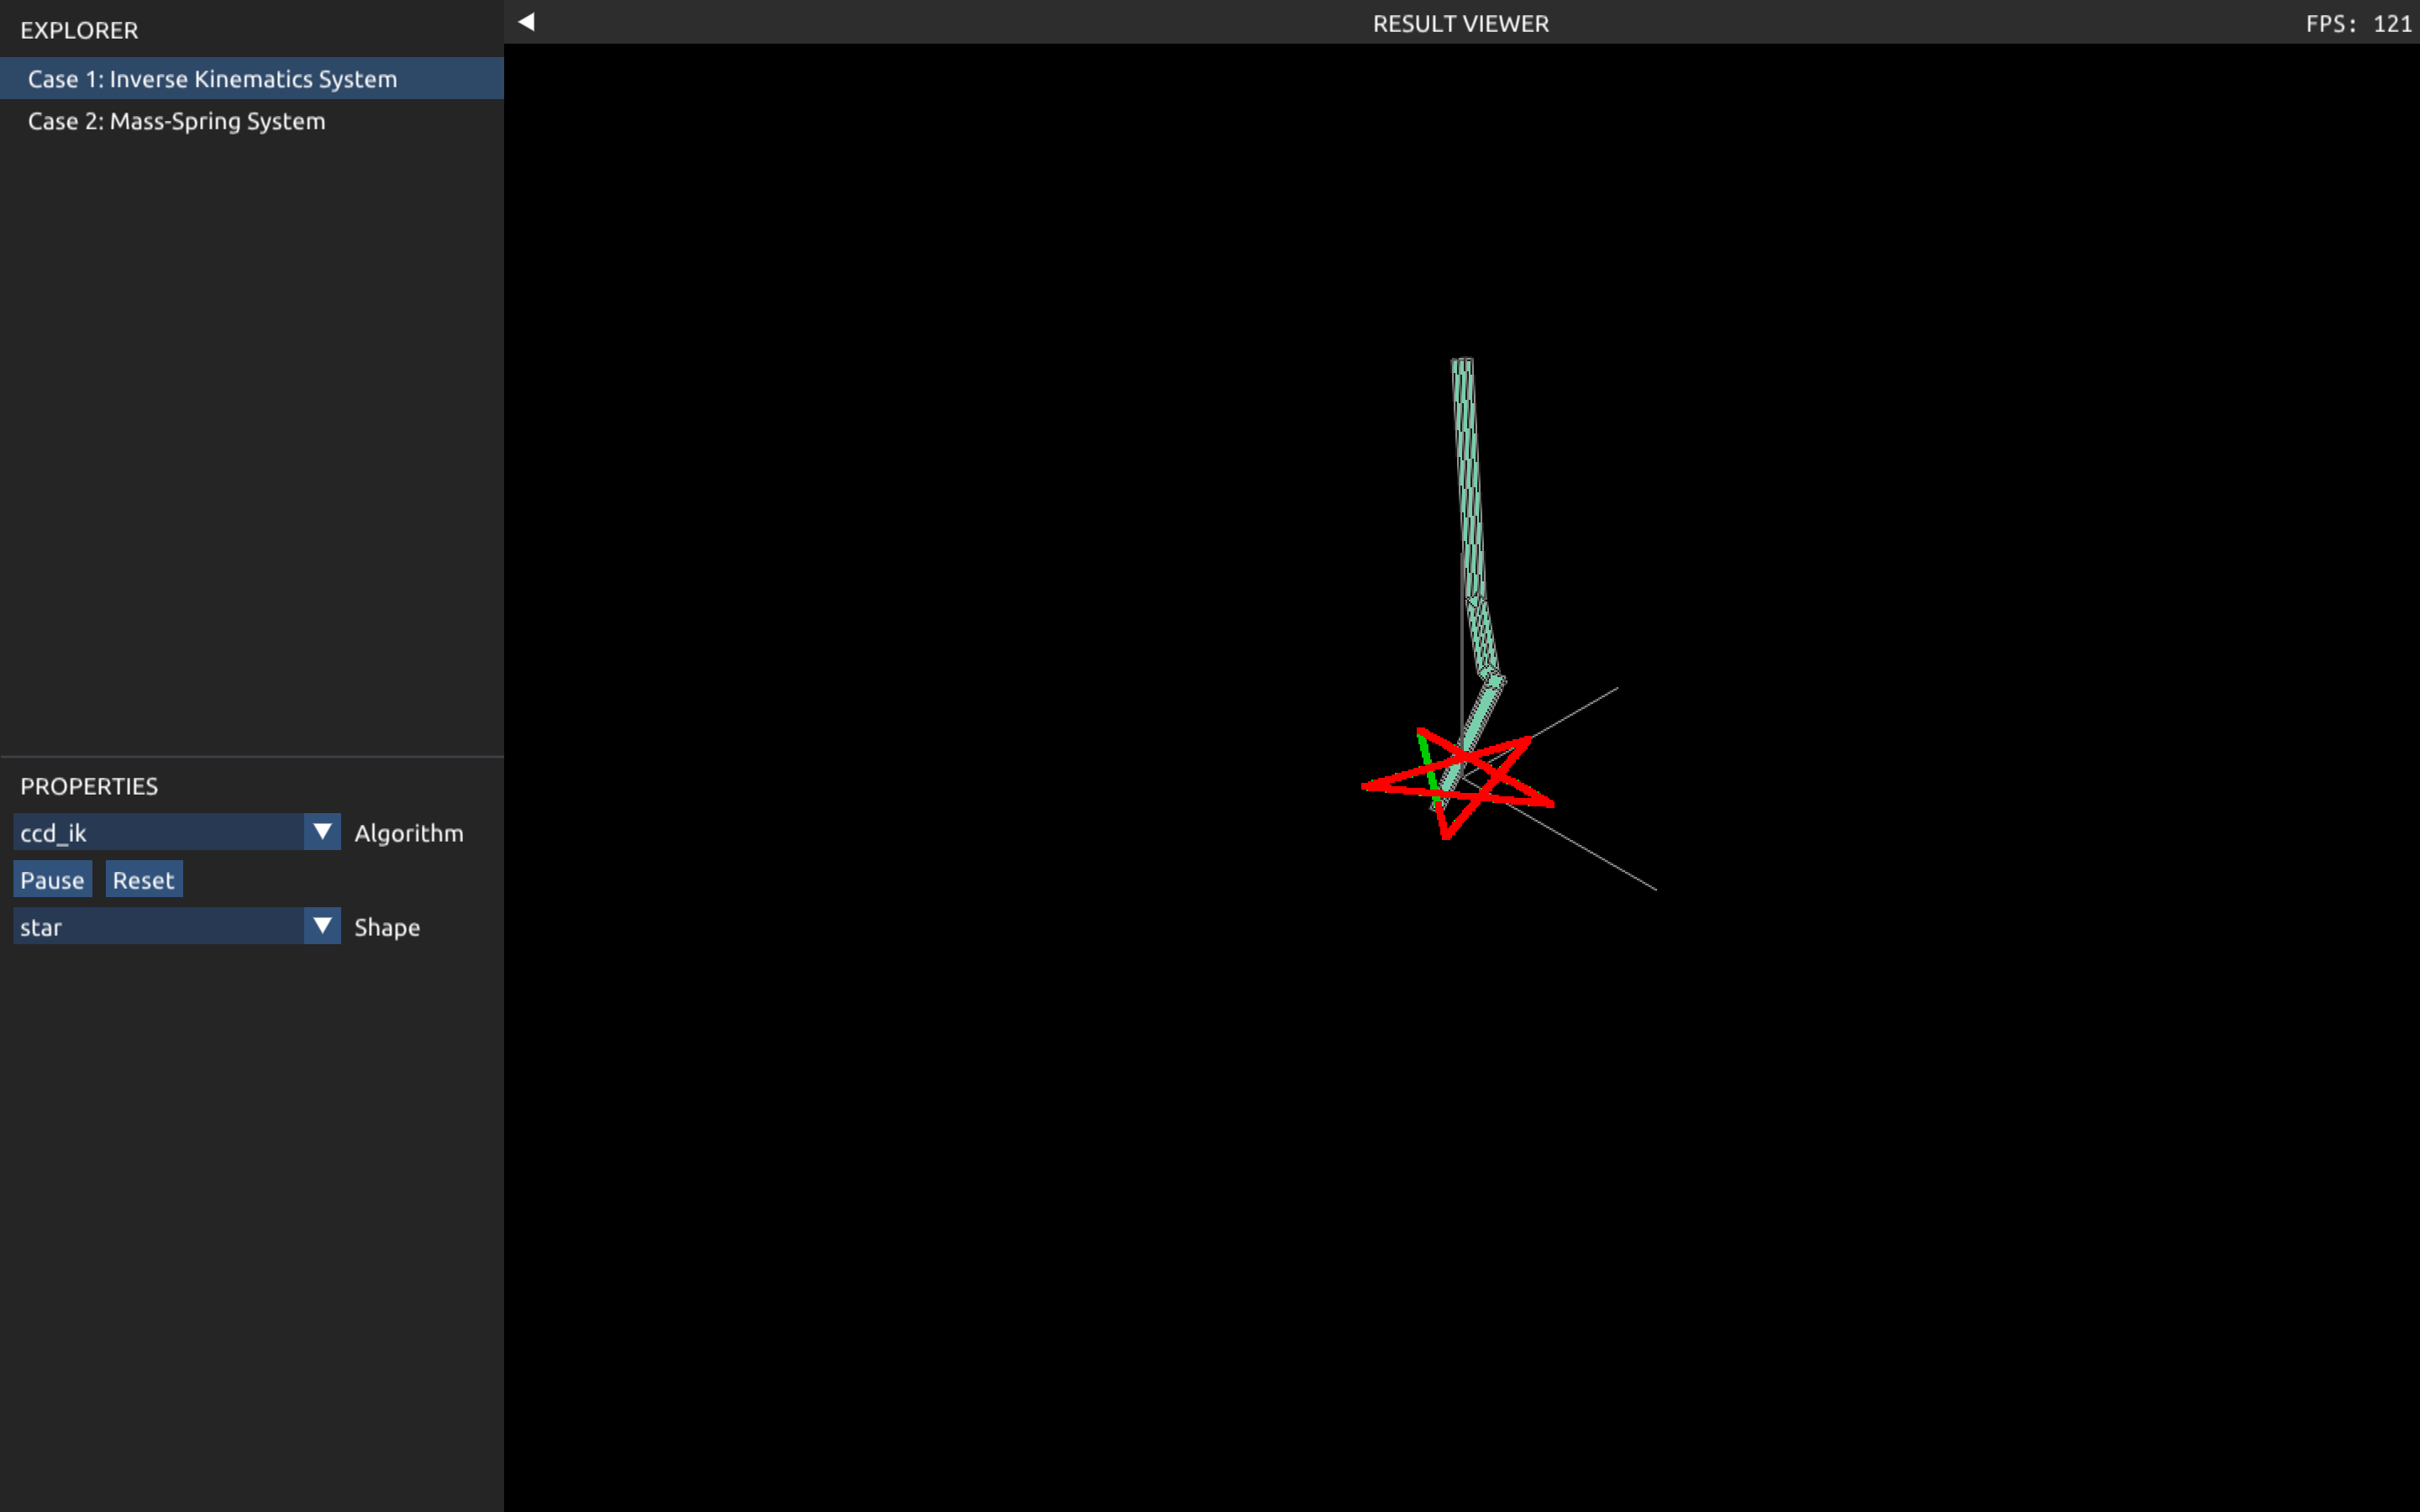 EXPLORER
Case 1: Inverse Kinematics System
Case 2: Mass-Spring System
PROPERTIES
ccd_ik Algorithm
Pause Reset
star Shape
RESULT VIEWER
FPS: 121